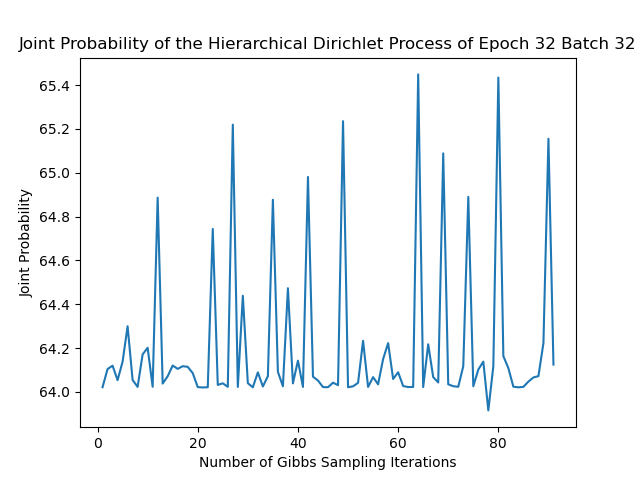 Joint Probability of the Hierarchical Dirichlet Process of Epoch 32 Batch 32
65.4
65.2
65.0
64.8
64.6
64.4
64.2
64.0
Joint Probability
0 20 40 60 80
Number of Gibbs Sampling Iterations